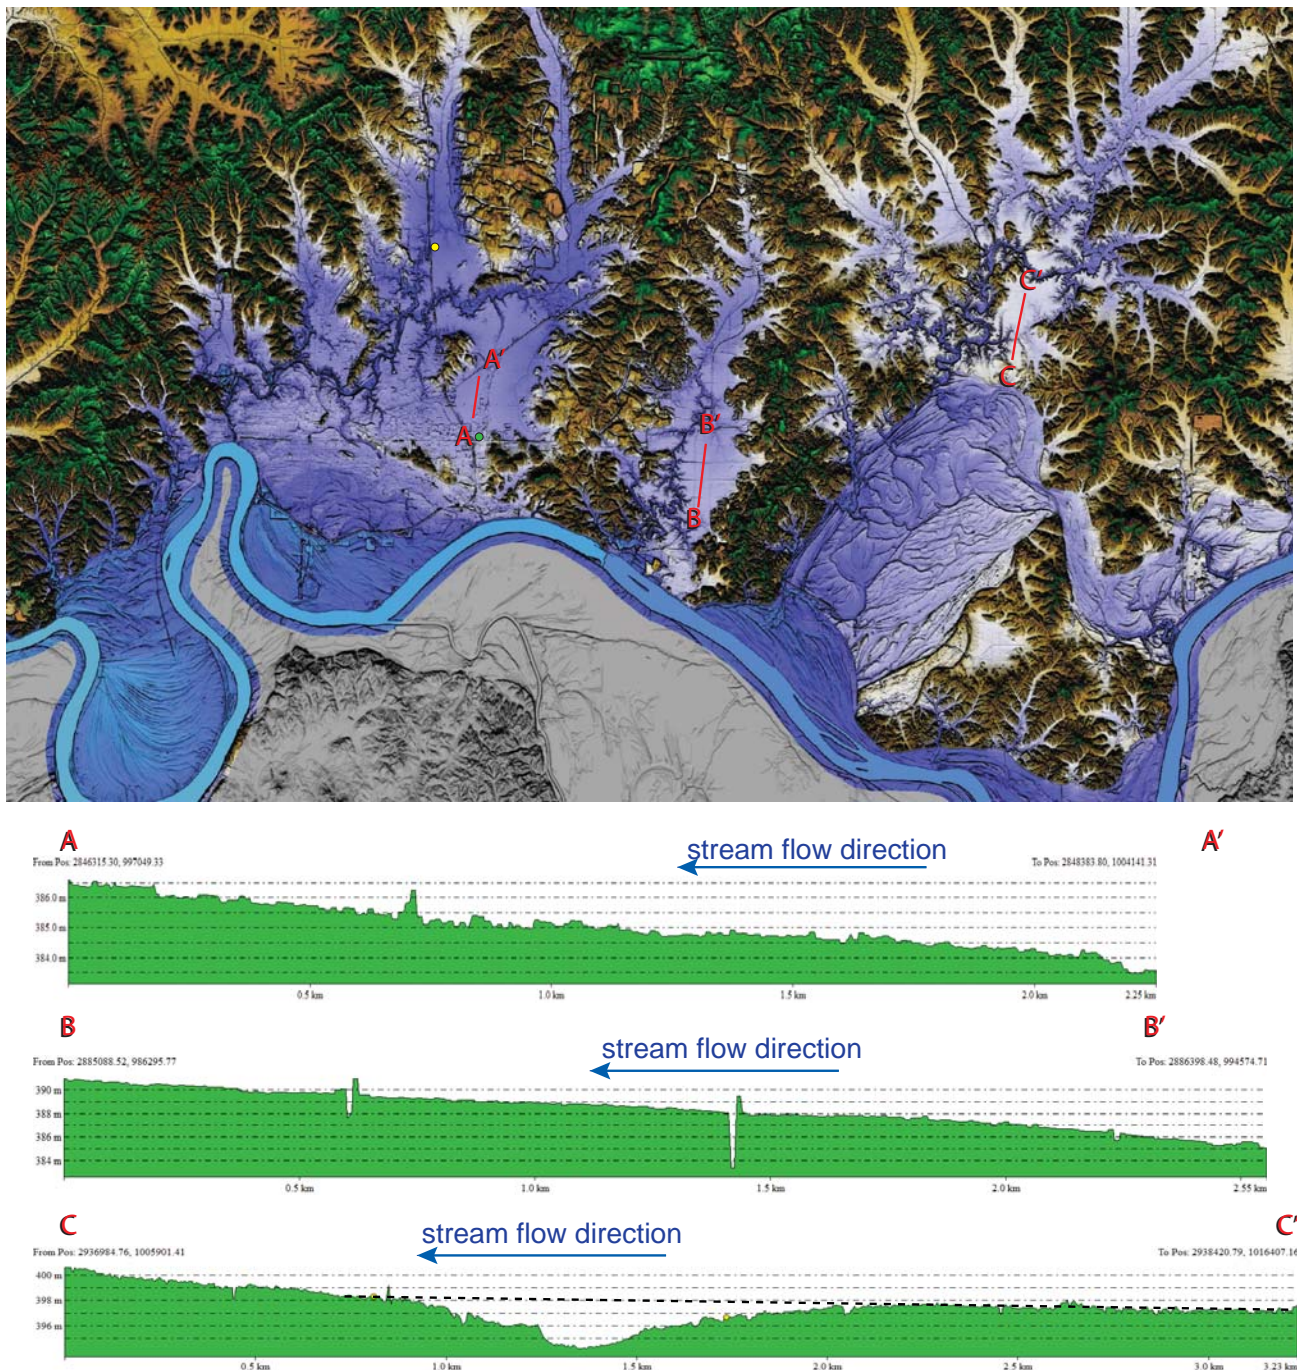 C'
A'
C
B'
A
B
A
A'
From Pos: 2846315.30, 997049.33
stream flow direction
To Pos: 2848383.80, 1004141.31
386.0 m
385.0 m
384.0 m
0.5 km 1.0 km 1.5 km 2.0 km 2.25 km
B
B'
From Pos: 2885088.52, 986295.77
stream flow direction
To Pos: 2886398.48, 994574.71
390 m
388 m
386 m
384 m
0.5 km 1.0 km 1.5 km 2.0 km 2.55 km
C
C'
stream flow direction
From Pos: 2936984.76, 1005901.41
To Pos: 2938420.79, 1016407.16
400 m
398 m
396 m
0.5 km 1.0 km 1.5 km 2.0 km 2.5 km 3.0 km 3.23 km